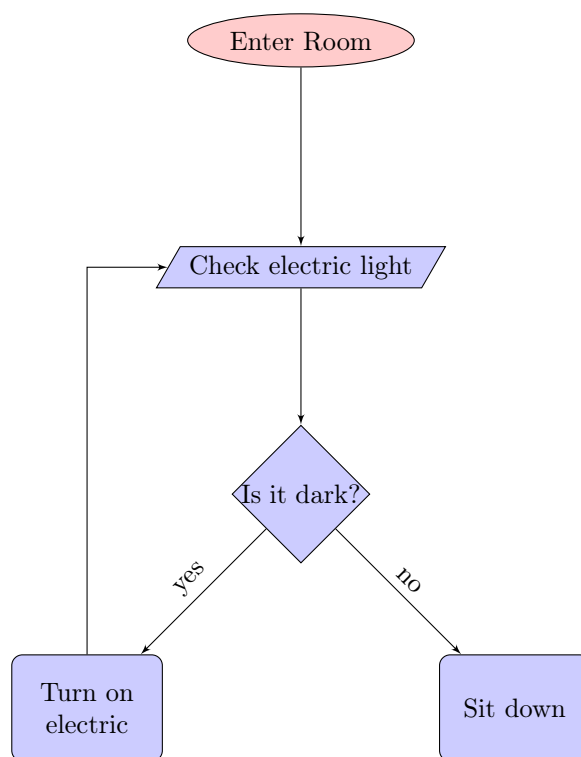 Enter Room
Check electric light
Is it dark?
yes
no
Turn on
electric
Sit down